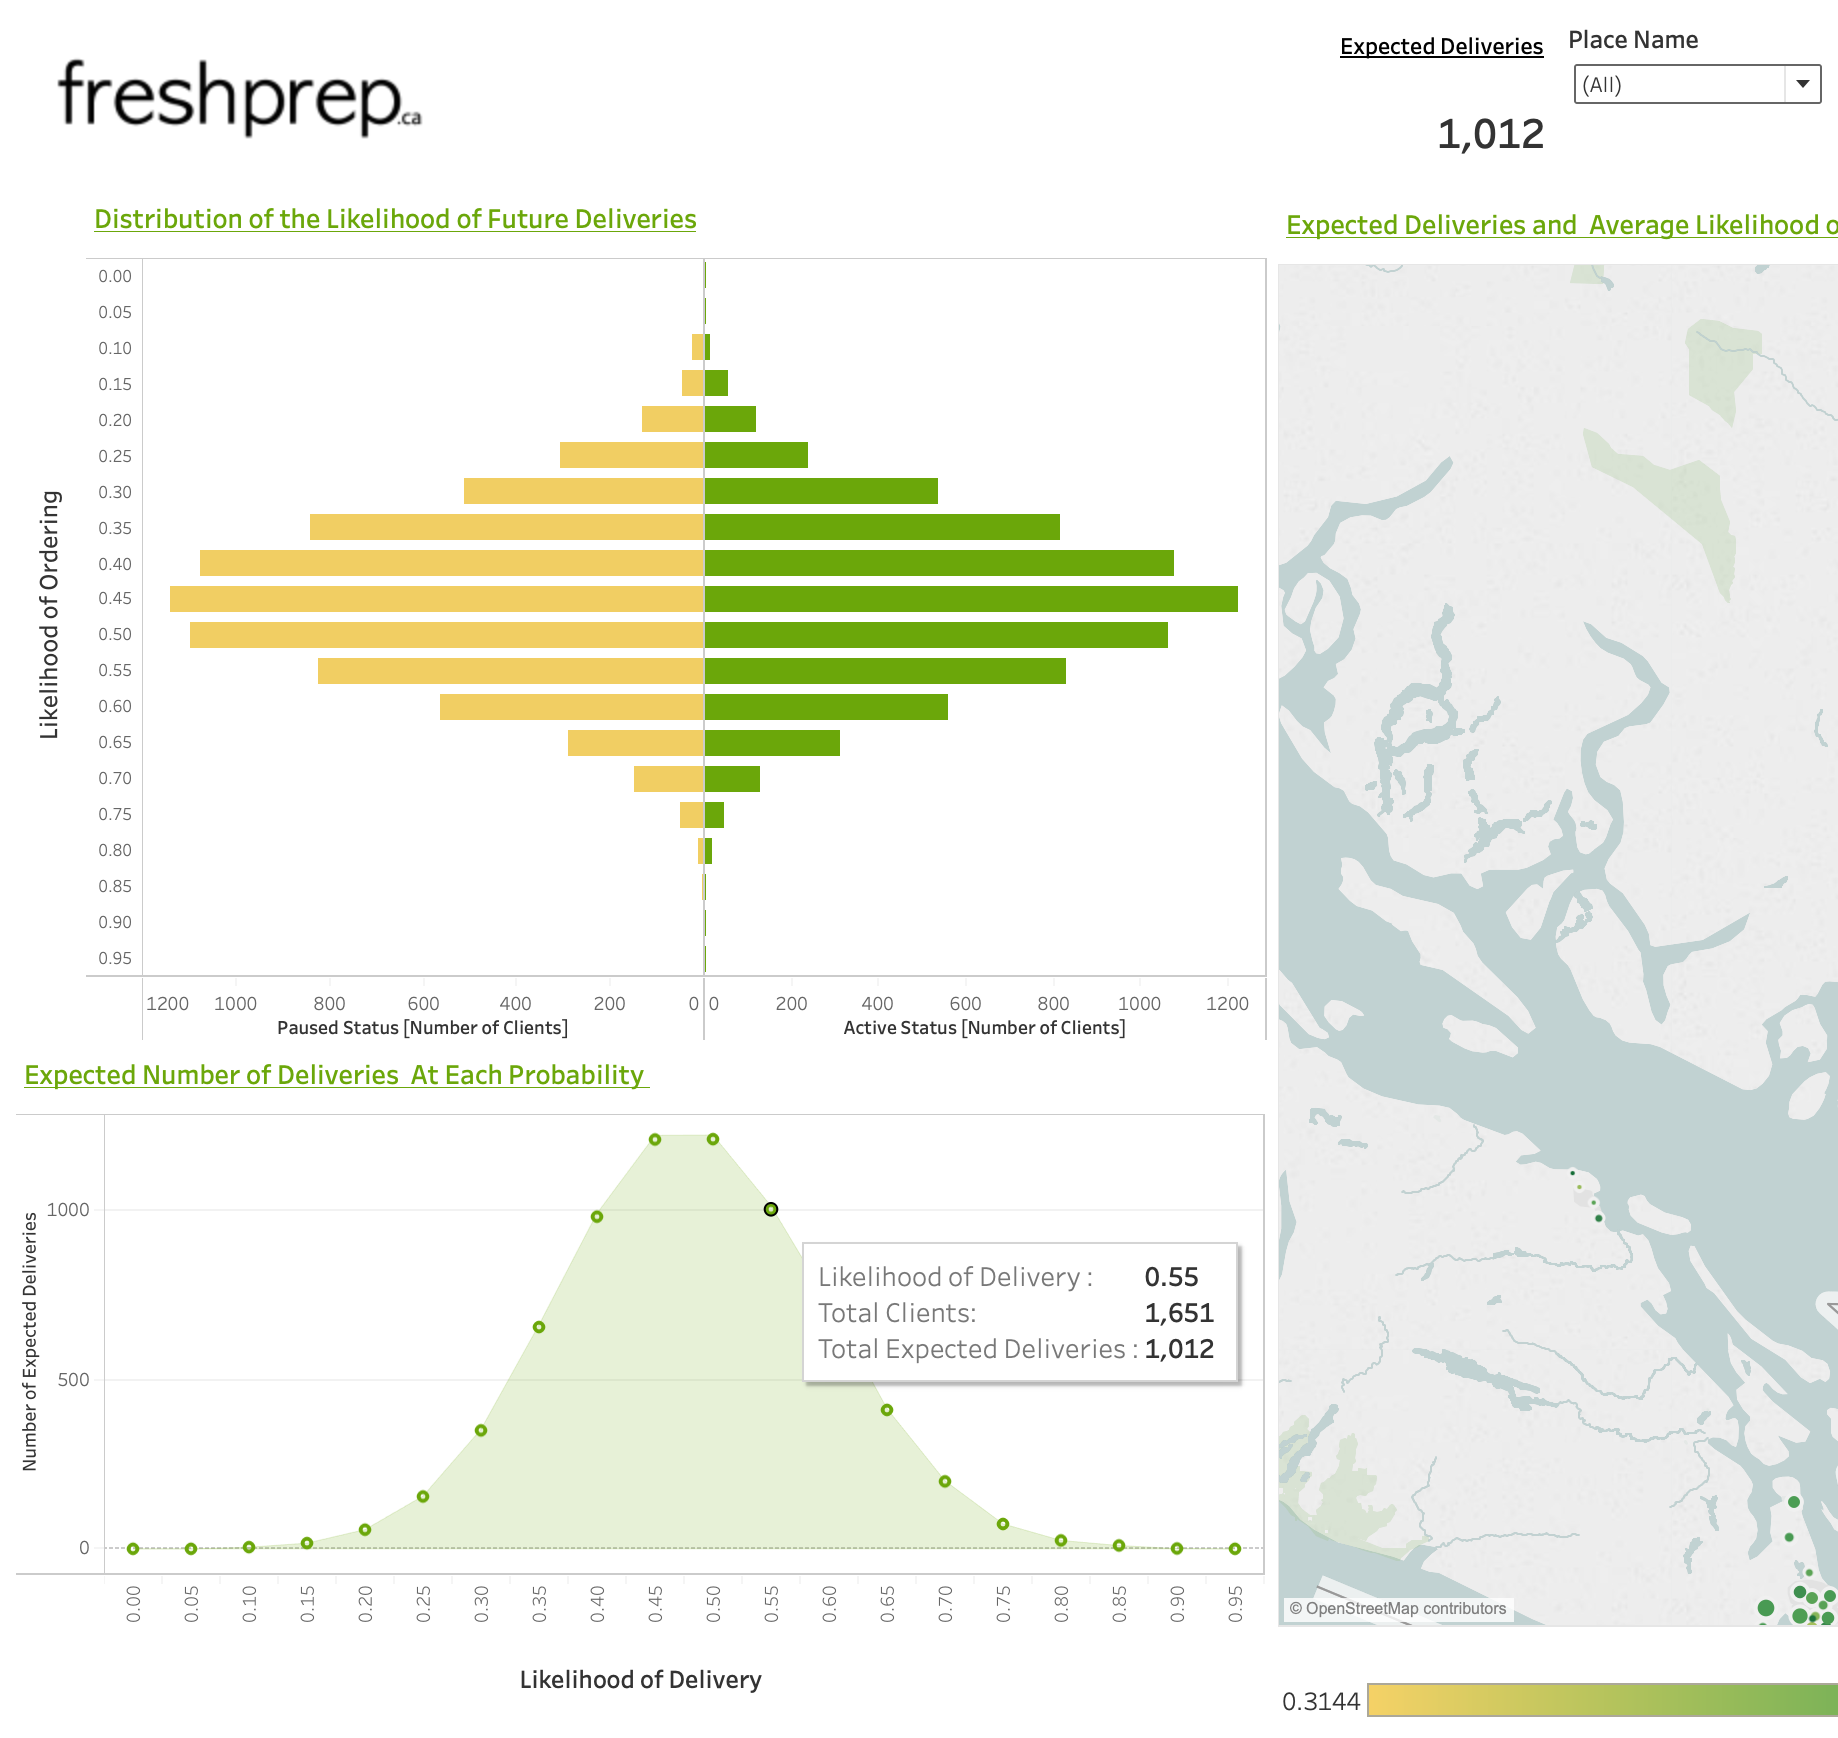 freshprep.ca
Expected Deliveries
1,012
Place Name
(All)
Distribution of the Likelihood of Future Deliveries
Likelihood of Ordering
0.00
0.05
0.10
0.15
0.20
0.25
0.30
0.35
0.40
0.45
0.50
0.55
0.60
0.65
0.70
0.75
0.80
0.85
0.90
0.95
1200 1000 800 600 400 200 0 0 200 400 600 800 1000 1200
Paused Status [Number of Clients] Active Status [Number of Clients]
Expected Number of Deliveries At Each Probability
Number of Expected Deliveries
1000
500
0
Likelihood of Delivery : 0.55
Total Clients: 1,651
Total Expected Deliveries : 1,012
0.00 0.05 0.10 0.15 0.20 0.25 0.30 0.35 0.40 0.45 0.50 0.55 0.60 0.65 0.70 0.75 0.80 0.85 0.90 0.95
Likelihood of Delivery
Expected Deliveries and Average Likelihood o
© OpenStreetMap contributors
0.3144